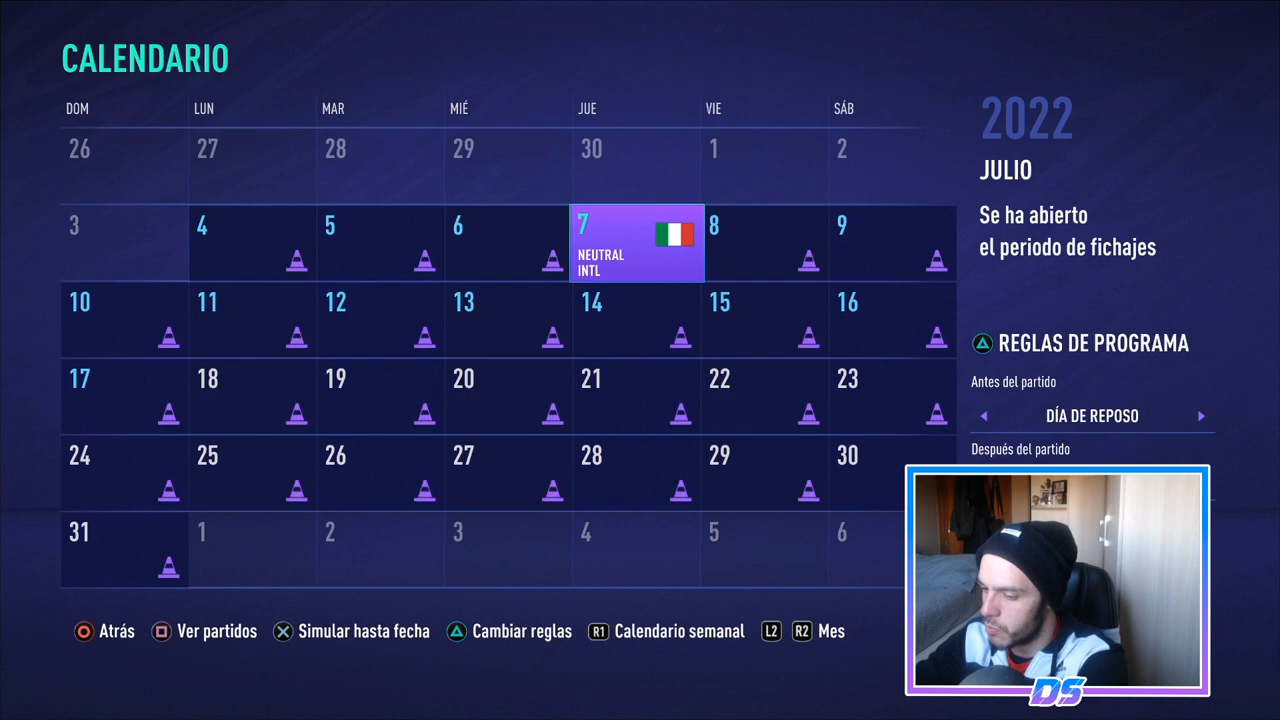 CALENDARIO
DOM LUN MAR MIÉ JUE VIE SÁB
26 27 28 29 30 1 2
3 4 5 6 7 8 9
NEUTRAL
INTL
10 11 12 13 14 15 16
17 18 19 20 21 22 23
24 25 26 27 28 29 30
31 1 2 3 4 5 6
2022
JULIO
Se ha abierto
el periodo de fichajes
REGLAS DE PROGRAMA
Antes del partido
DÍA DE REPOSO
Después del partido
Atrás Ver partidos Simular hasta fecha Cambiar reglas R1 Calendario semanal L2 R2 Mes
DS